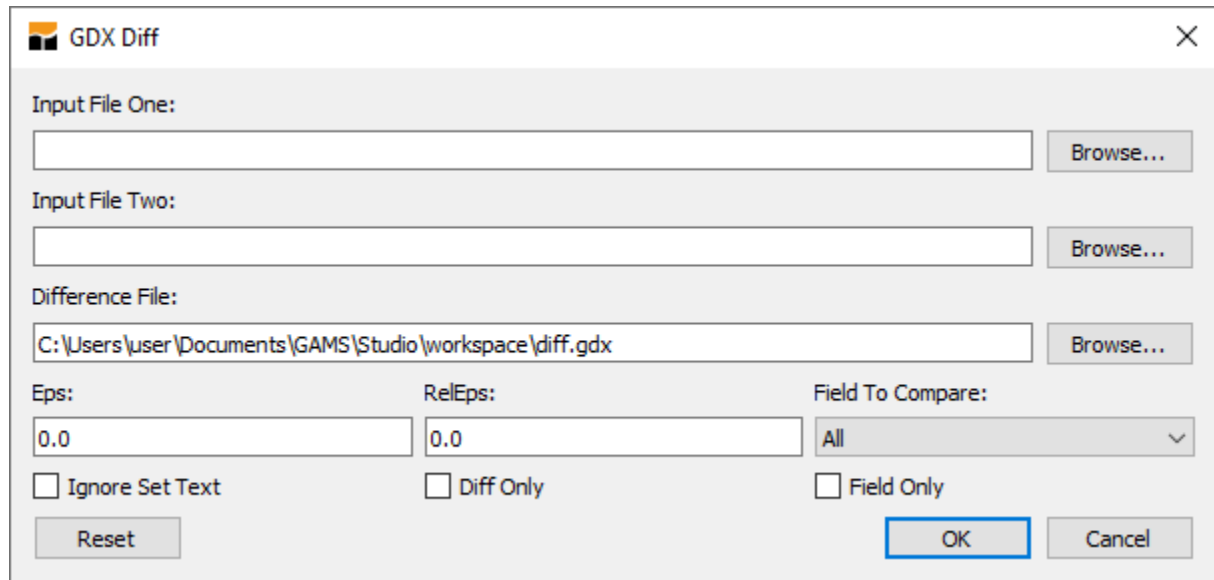 GDX Diff
Input File One:
Browse...
Input File Two:
Browse...
Difference File:
C:\Users\user\Documents\GAMS\Studio\workspace\diff.gdx
Browse...
Eps: RelEps: Field To Compare:
0.0 0.0 All
Ignore Set Text Diff Only Field Only
Reset OK Cancel